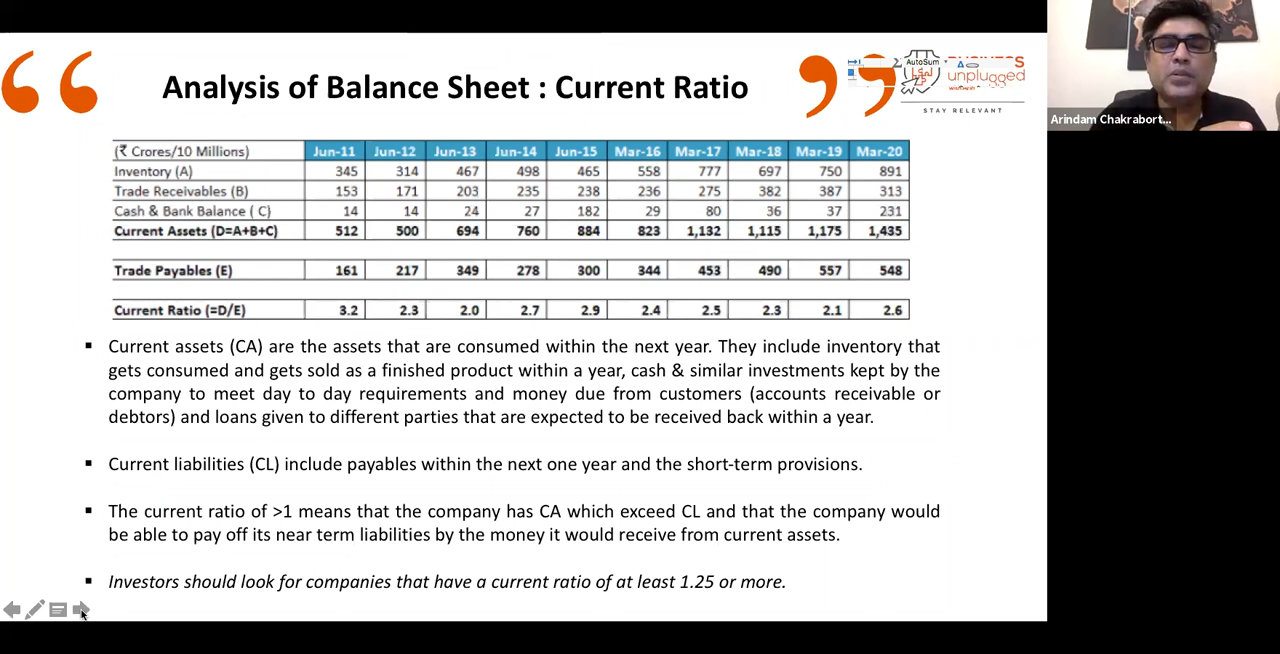 Analysis of Balance Sheet : Current Ratio
AutoSum
unplugged
STAY RELEVANT
Arindam Chakrabort...
(₹ Crores/10 Millions) Jun-11 Jun-12 Jun-13 Jun-14 Jun-15 Mar-16 Mar-17 Mar-18 Mar-19 Mar-20
Inventory (A) 345 314 467 498 465 558 777 697 750 891
Trade Receivables (B) 153 171 203 235 238 236 275 382 387 313
Cash & Bank Balance ( C) 14 14 24 27 182 29 80 36 37 231
Current Assets (D=A+B+C) 512 500 694 760 884 823 1,132 1,115 1,175 1,435
Trade Payables (E) 161 217 349 278 300 344 453 490 557 548
Current Ratio (=D/E) 3.2 2.3 2.0 2.7 2.9 2.4 2.5 2.3 2.1 2.6
▪ Current assets (CA) are the assets that are consumed within the next year. They include inventory that
gets consumed and gets sold as a finished product within a year, cash & similar investments kept by the
company to meet day to day requirements and money due from customers (accounts receivable or
debtors) and loans given to different parties that are expected to be received back within a year.
▪ Current liabilities (CL) include payables within the next one year and the short-term provisions.
▪ The current ratio of >1 means that the company has CA which exceed CL and that the company would
be able to pay off its near term liabilities by the money it would receive from current assets.
▪ Investors should look for companies that have a current ratio of at least 1.25 or more.